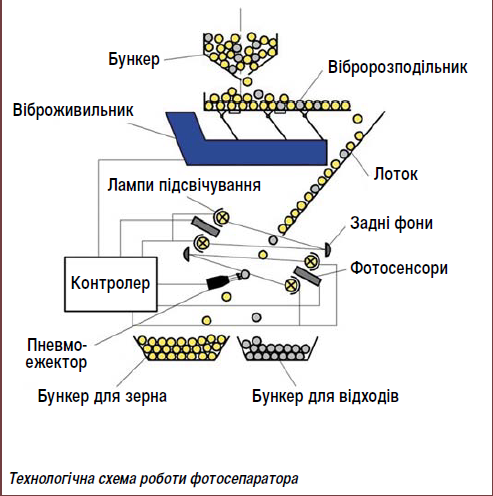 Бункер
Вібророзподільник
Віброживильник
Лоток
Лампи підсвічування
Задні фони
Фотосенсори
Контролер
Пневмо-
ежектор
Бункер для зерна
Бункер для відходів
Технологічна схема роботи фотосепаратора